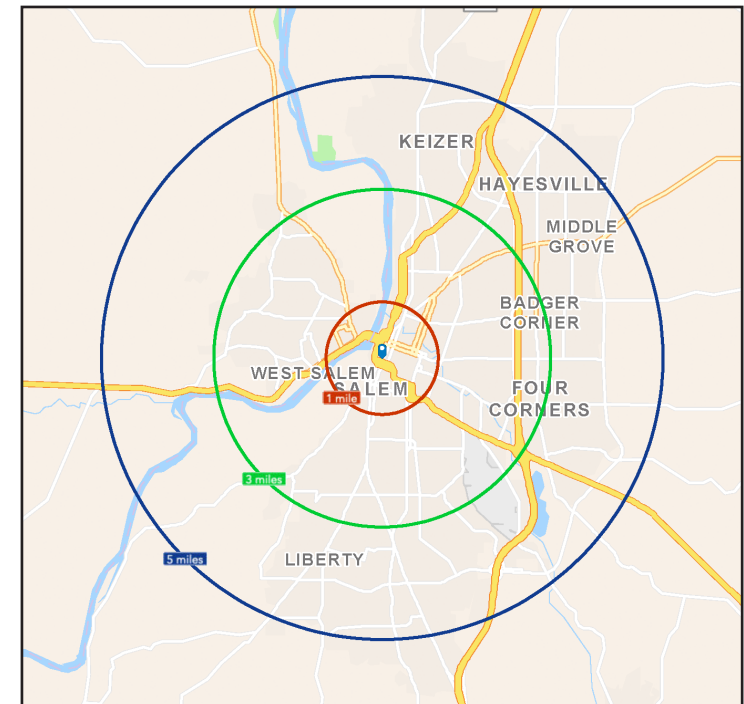 KEIZER
HAYESVILLE
MIDDLE
GROVE
BADGER
CORNER
WEST SALEM
SALEM
1 mile
FOUR
CORNERS
3 miles
5 miles
LIBERTY